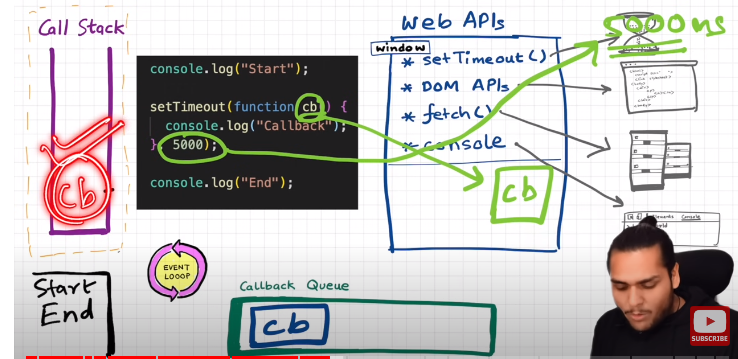 Call Stack
cb
console.log("Start");
setTimeout(function cb() {
console.log("Callback");
}, 5000);
console.log("End");
Web APIs
window
* setTimeout()
* DOM APIs
* fetch()
* console
cb
5000ms
Start
End
EVENT
LOOOP
Callback Queue
cb
Console
SUBSCRIBE